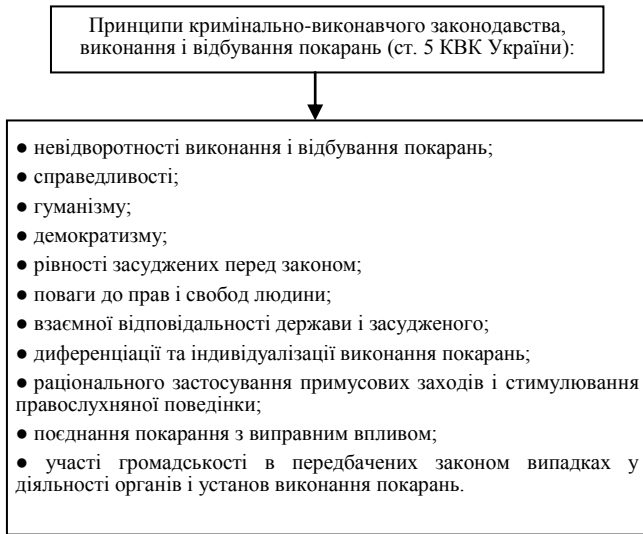 Принципи кримінально-виконавчого законодавства,
виконання і відбування покарань (ст. 5 КВК України):
● невідворотності виконання і відбування покарань;
● справедливості;
● гуманізму;
● демократизму;
● рівності засуджених перед законом;
● поваги до прав і свобод людини;
● взаємної відповідальності держави і засудженого;
● диференціації та індивідуалізації виконання покарань;
● раціонального застосування примусових заходів і стимулювання
правослухняної поведінки;
● поєднання покарання з виправним впливом;
● участі громадськості в передбачених законом випадках у
діяльності органів і установ виконання покарань.